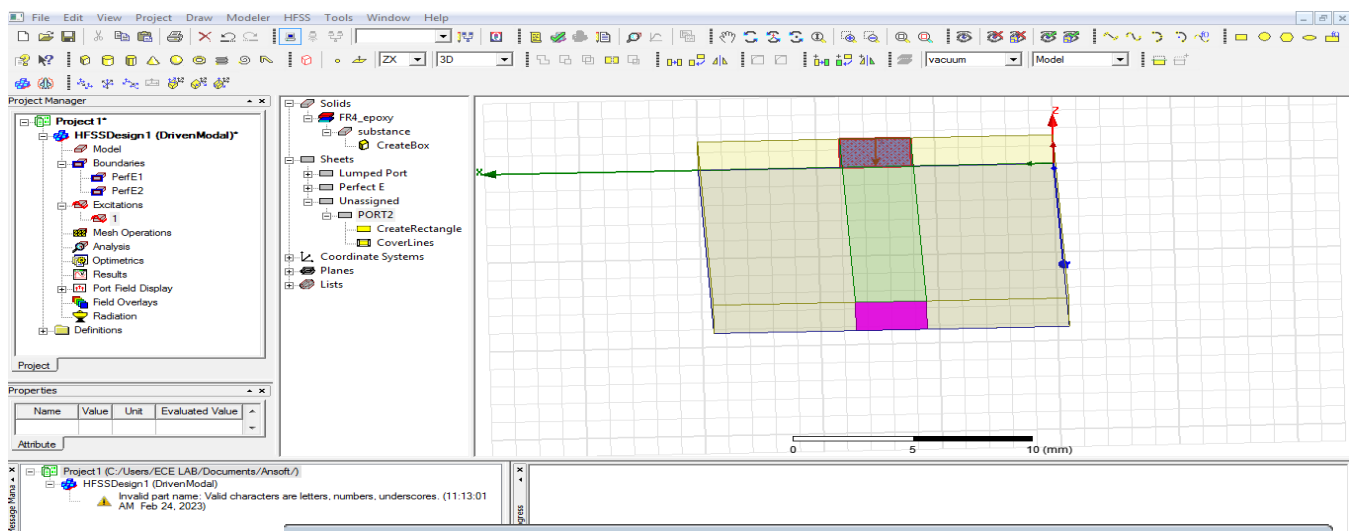 File Edit View Project Draw Modeler HFSS Tools Window Help
ZX 3D vacuum Model
Project Manager
Project1*
HFSSDesign1 (DrivenModal)*
Model
Boundaries
PerfE1
PerfE2
Excitations
1
Mesh Operations
Analysis
Optimetrics
Results
Port Field Display
Field Overlays
Radiation
Definitions
Project
Solids
FR4_epoxy
substance
CreateBox
Sheets
Lumped Port
Perfect E
Unassigned
PORT2
CreateRectangle
CoverLines
Coordinate Systems
Planes
Lists
Z
X
0 5 10 (mm)
Properties
Name Value Unit Evaluated Value
Attribute
Message Mana
Project1 (C:/Users/ECE LAB/Documents/Ansoft/)
HFSSDesign1 (DrivenModal)
Invalid part name: Valid characters are letters, numbers, underscores. (11:13:01
AM Feb 24, 2023)
ogress